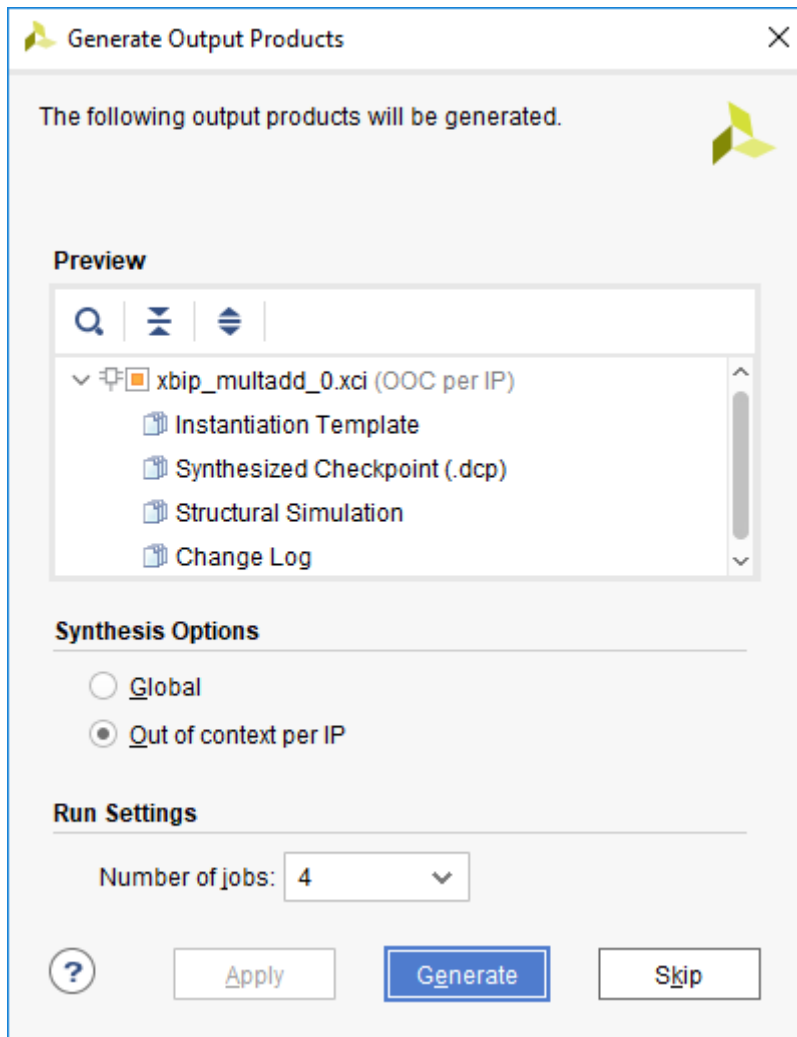 Generate Output Products
The following output products will be generated.
Preview
xbip_multadd_0.xci (OOC per IP)
Instantiation Template
Synthesized Checkpoint (.dcp)
Structural Simulation
Change Log
Synthesis Options
Global
Out of context per IP
Run Settings
Number of jobs: 4
? Apply Generate Skip